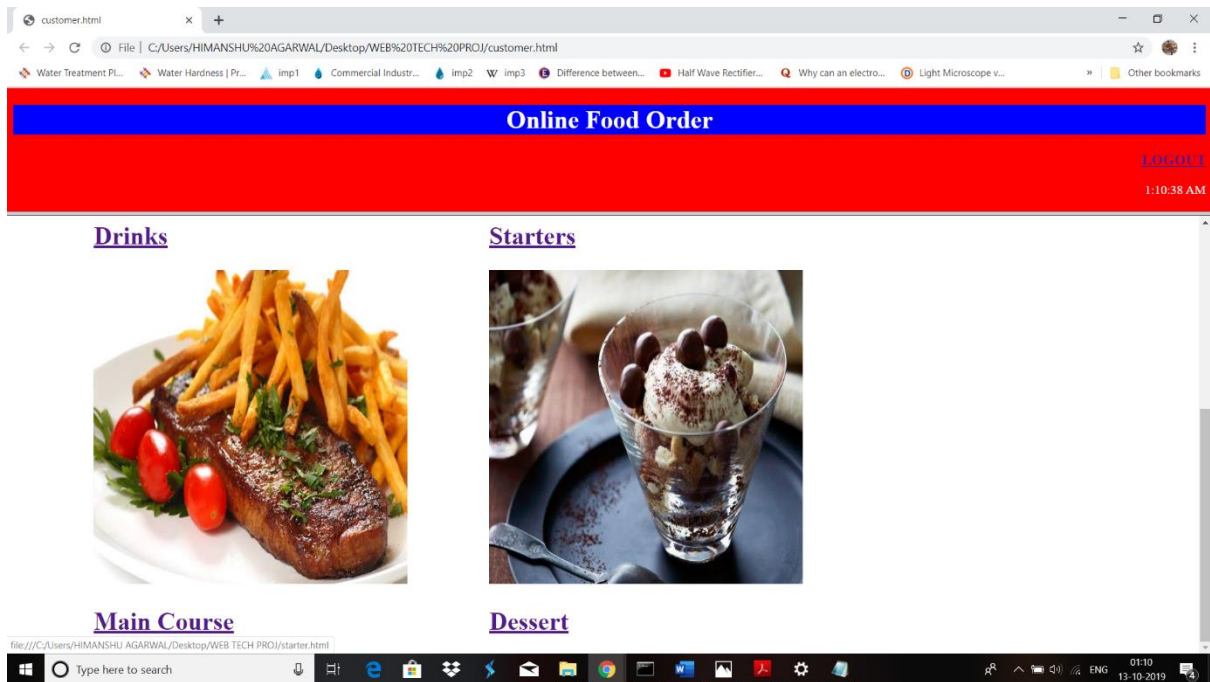 customer.html
File | C:/Users/HIMANSHU%20AGARWAL/Desktop/WEB%20TECH%20PROJ/customer.html
Water Treatment Pl... Water Hardness | Pr... imp1 Commercial Industr... imp2 W imp3 Difference between... Half Wave Rectifier... Why can an electro... Light Microscope v... » Other bookmarks
Online Food Order
LOGOUT
1:10:38 AM
Drinks Starters
Main Course Dessert
file:///C:/Users/HIMANSHU AGARWAL/Desktop/WEB TECH PROJ/starter.html
Type here to search ENG 01:10
13-10-2019 4